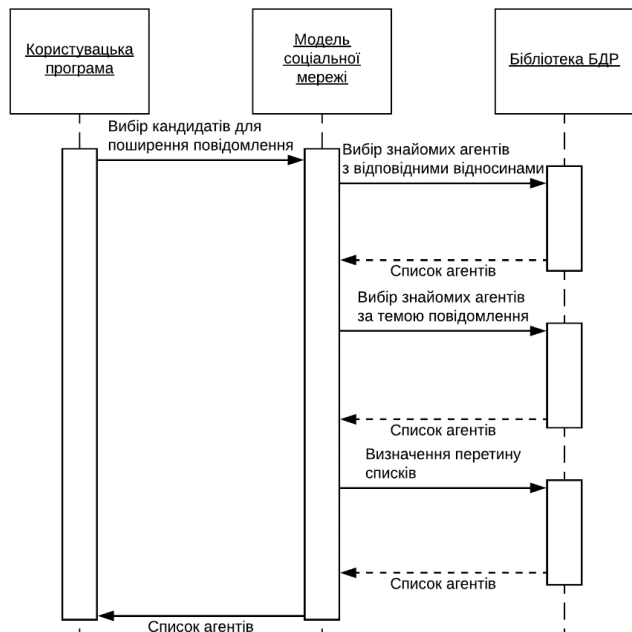 Користувацька
програма
Модель
соціальної
мережі
Бібліотека БДР
Вибір кандидатів для
поширення повідомлення
Вибір знайомих агентів
з відповідними відносинами
Список агентів
Вибір знайомих агентів
за темою повідомлення
Список агентів
Визначення перетину
списків
Список агентів
Список агентів